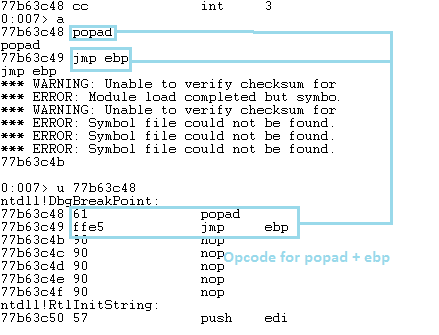 77b63c48 cc int 3
0:007> a
77b63c48 popad
popad
77b63c49 jmp ebp
jmp ebp
*** WARNING: Unable to verify checksum for
*** ERROR: Module load completed but symbo.
*** WARNING: Unable to verify checksum for
*** ERROR: Symbol file could not be found.
*** ERROR: Symbol file could not be found.
*** ERROR: Symbol file could not be found.
77b63c4b
0:007> u 77b63c48
ntdll!DbgBreakPoint:
77b63c48 61 popad
77b63c49 ffe5 jmp ebp
77b63c4b 90 nop
77b63c4c 90 nop
77b63c4d 90 nop
77b63c4e 90 nop
77b63c4f 90 nop
Opcode for popad + ebp
ntdll!RtlInitString:
77b63c50 57 push edi